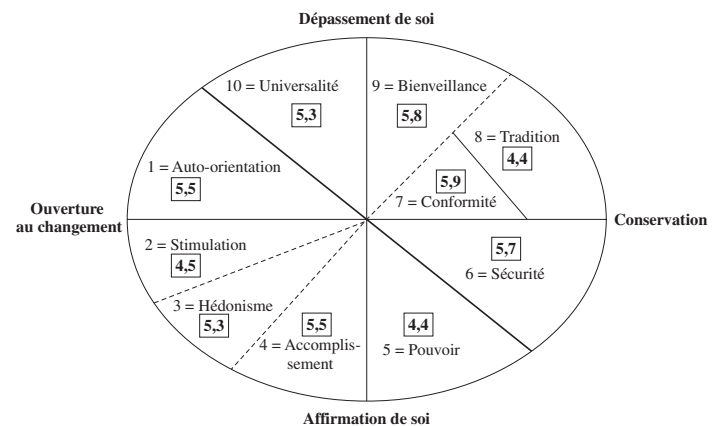 Dépassement de soi
10 = Universalité
5,3
9 = Bienveillance
5,8
8 = Tradition
4,4
1 = Auto-orientation
5,5
5,9
7 = Conformité
Ouverture
au changement
Conservation
2 = Stimulation
4,5
5,7
6 = Sécurité
3 = Hédonisme
5,3
5,5
4 = Accomplis-
sement
4,4
5 = Pouvoir
Affirmation de soi